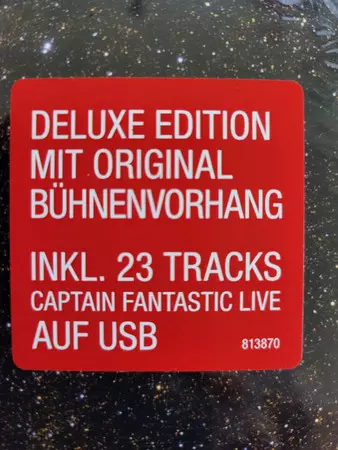 DELUXE EDITION
MIT ORIGINAL
BÜHNENVORHANG
INKL. 23 TRACKS
CAPTAIN FANTASTIC LIVE
AUF USB
813870